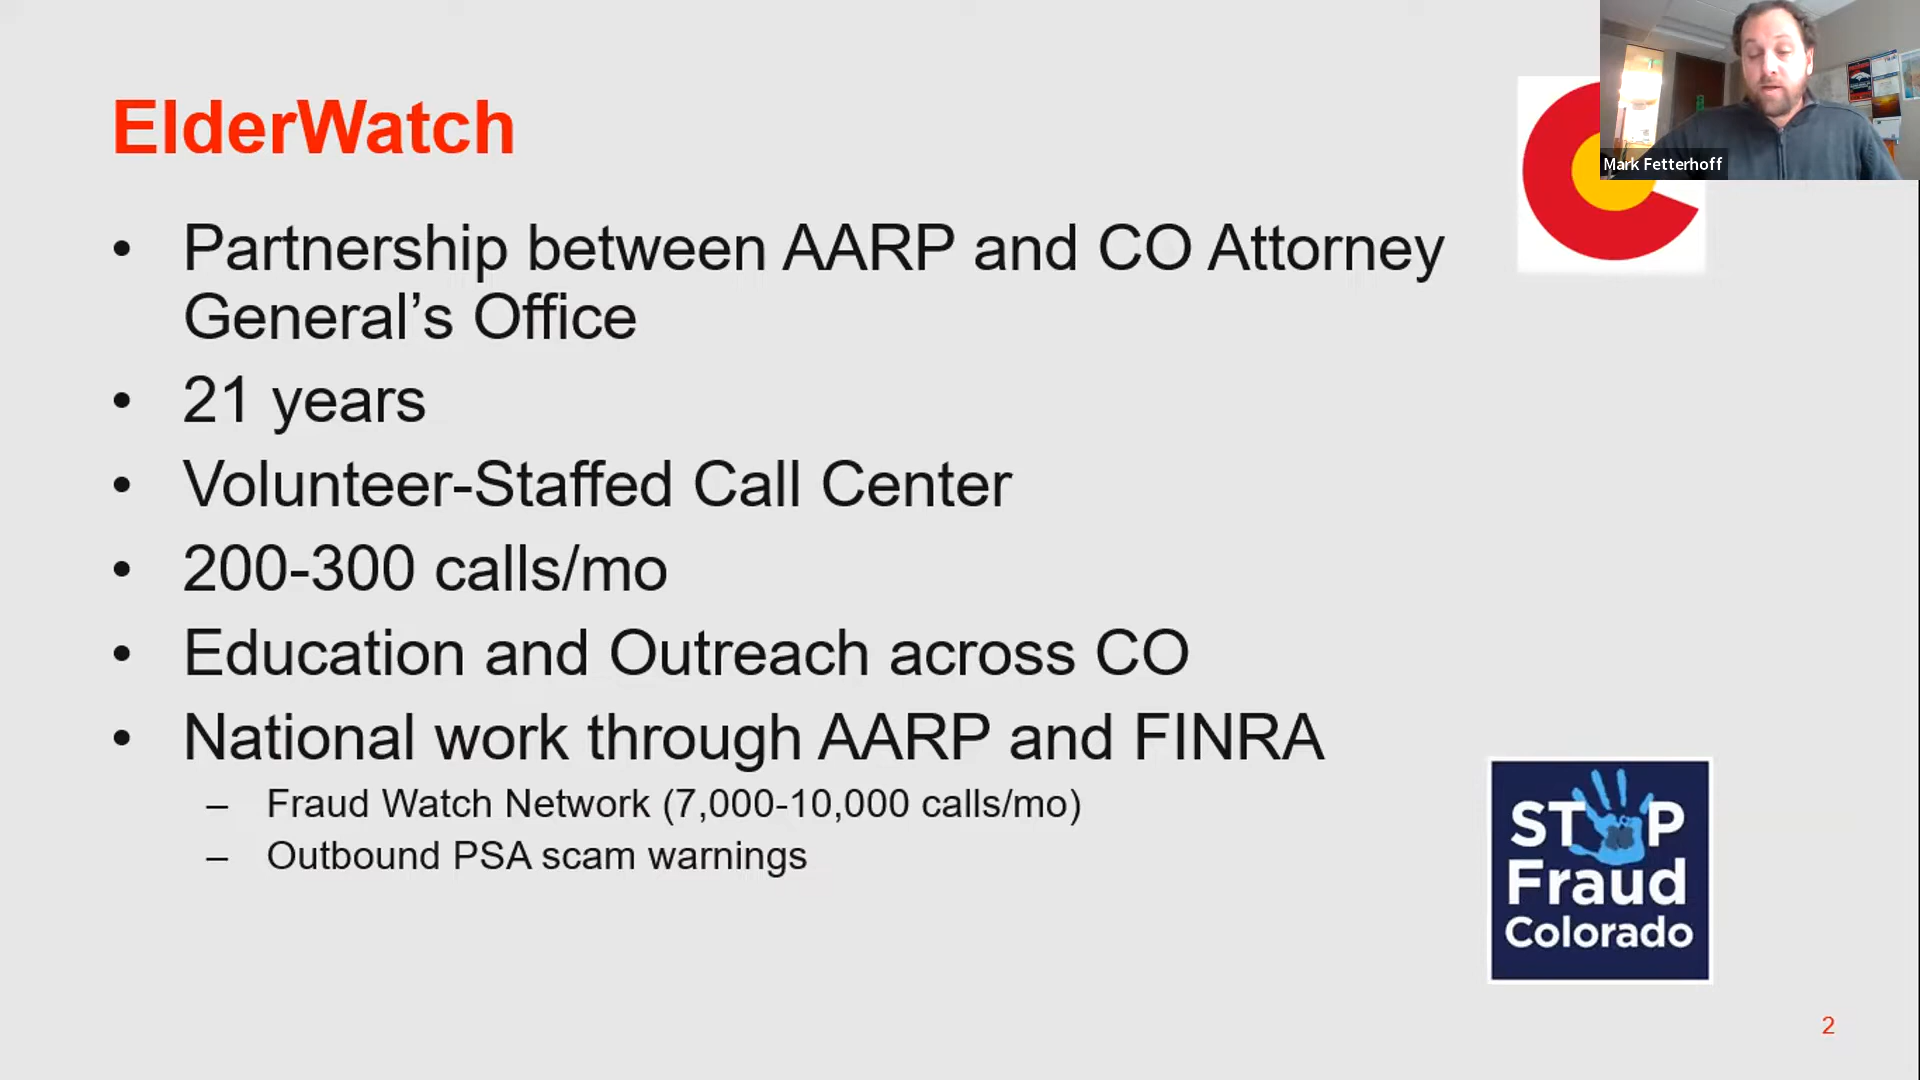 ElderWatch
Mark Fetterhoff
• Partnership between AARP and CO Attorney
General’s Office
• 21 years
• Volunteer-Staffed Call Center
• 200-300 calls/mo
• Education and Outreach across CO
• National work through AARP and FINRA
– Fraud Watch Network (7,000-10,000 calls/mo)
– Outbound PSA scam warnings
STOP
Fraud
Colorado
2